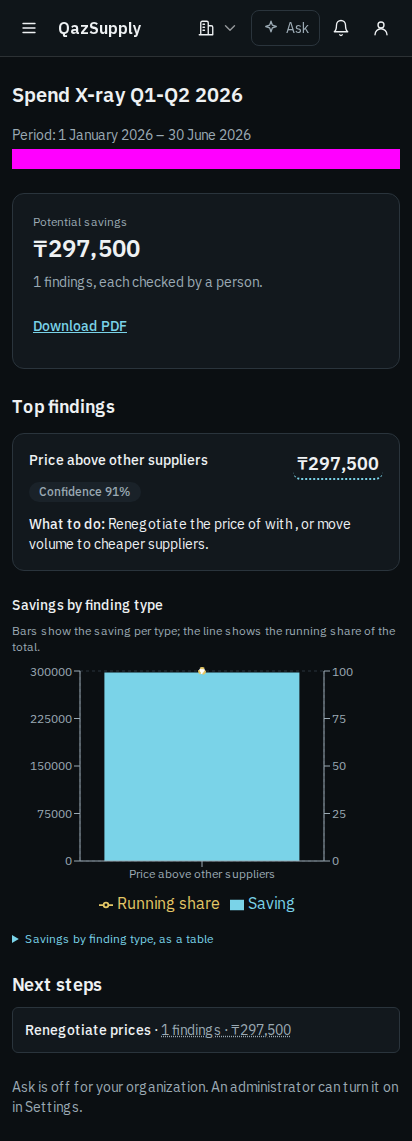 QazSupply
Ask
Spend X-ray Q1-Q2 2026
Period: 1 January 2026 – 30 June 2026
Potential savings
₸297,500
1 findings, each checked by a person.
Download PDF
Top findings
Price above other suppliers
₸297,500
Confidence 91%
What to do: Renegotiate the price of with , or move
volume to cheaper suppliers.
Savings by finding type
Bars show the saving per type; the line shows the running share of the
total.
300000
100
225000
75
150000
50
75000
25
0
0
Price above other suppliers
Running share
Saving
Savings by finding type, as a table
Next steps
Renegotiate prices · 1 findings · ₸297,500
Ask is off for your organization. An administrator can turn it on
in Settings.